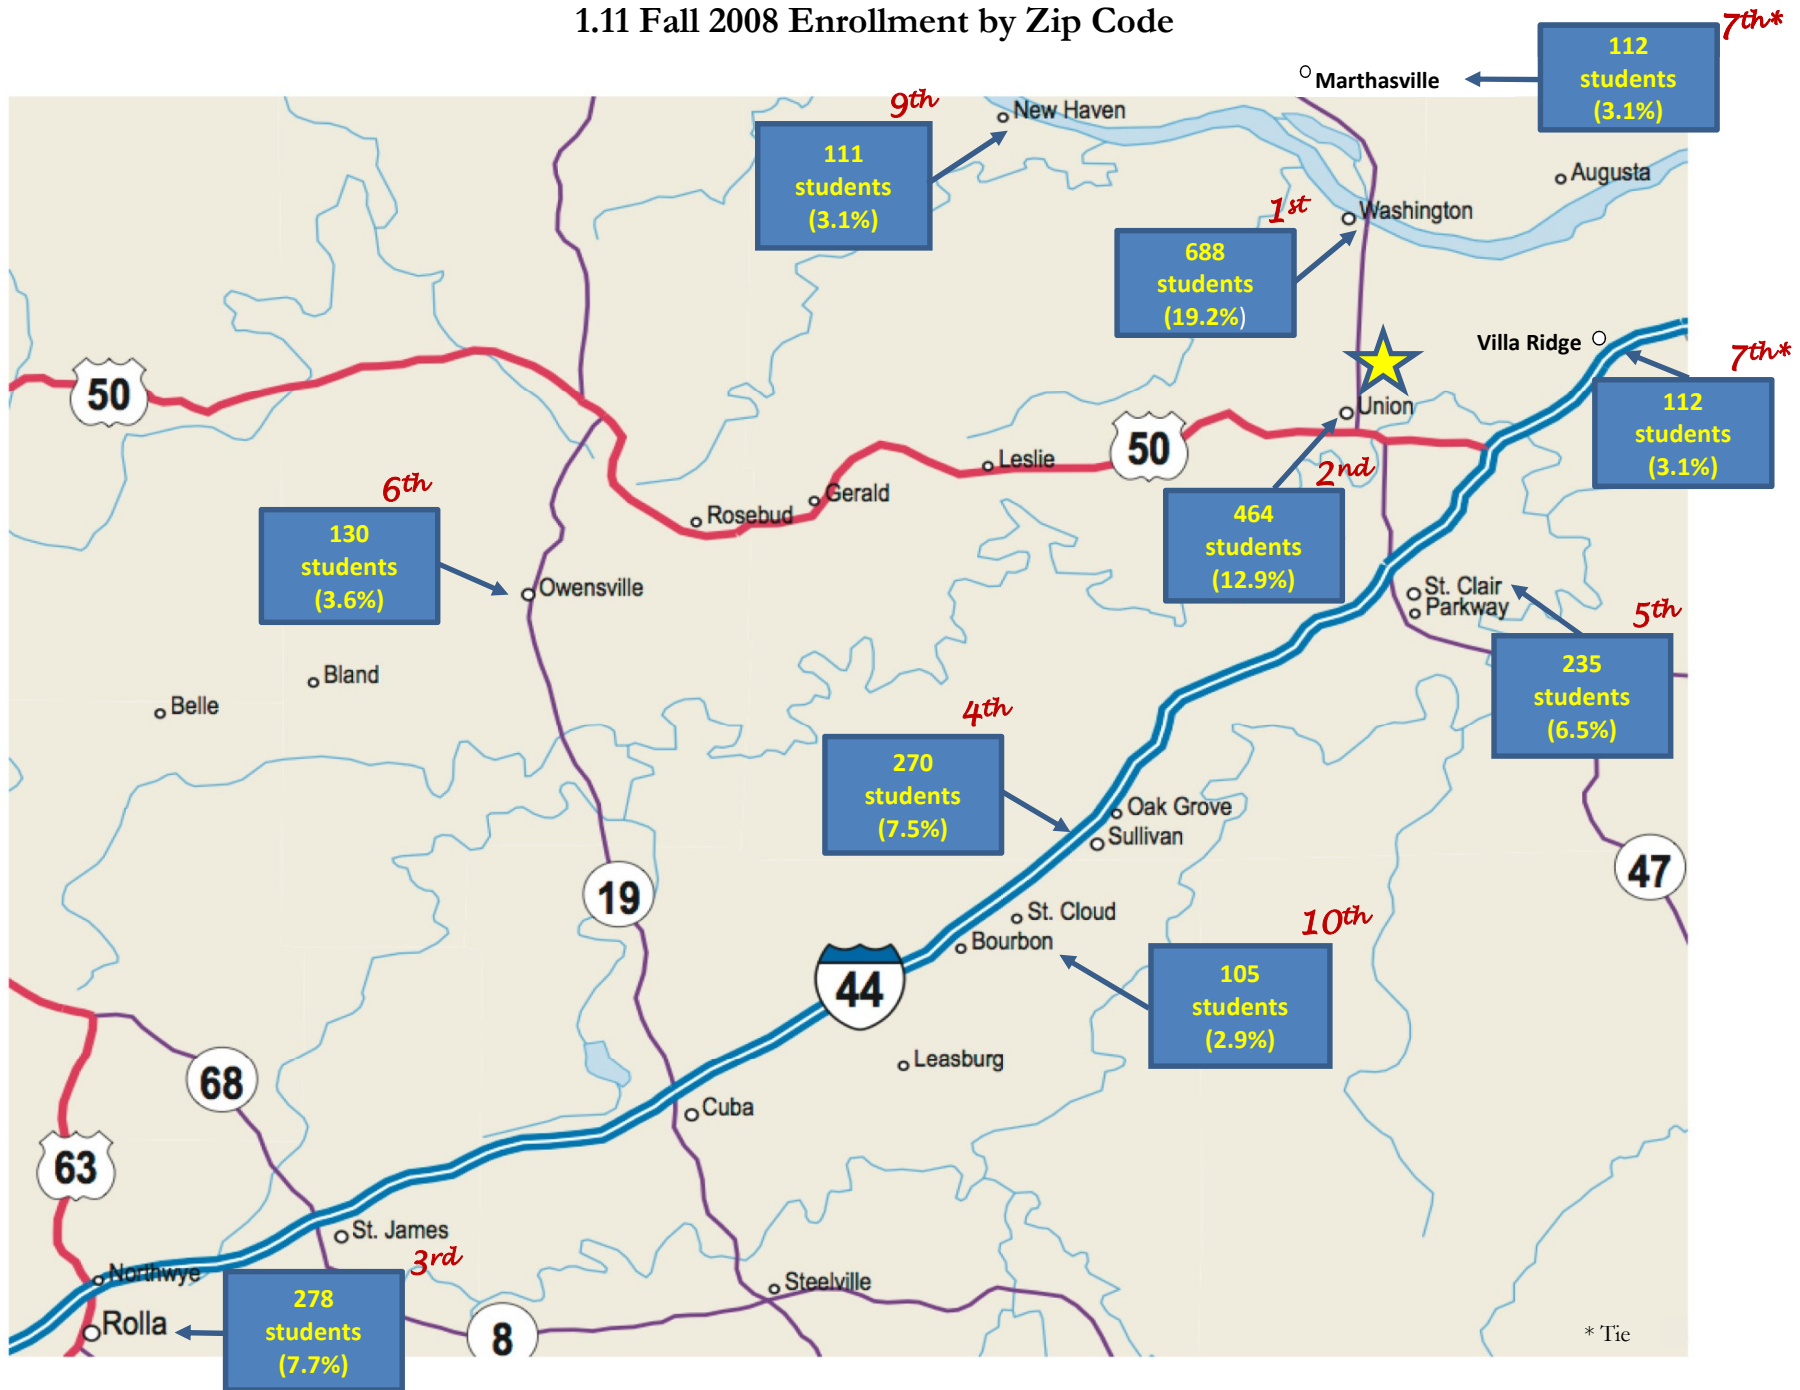 1.11 Fall 2008 Enrollment by Zip Code
7th*
112
students
(3.1%)
Marthasville
9th
New Haven
111
students
(3.1%)
Augusta
1st
Washington
688
students
(19.2%)
Villa Ridge
7th*
112
students
(3.1%)
50
Union
50
Leslie
2nd
464
students
(12.9%)
6th
Gerald
Rosebud
130
students
(3.6%)
Owensville
St. Clair
Parkway
5th
235
students
(6.5%)
Bland
Belle
4th
270
students
(7.5%)
Oak Grove
Sullivan
47
19
St. Cloud
Bourbon
10th
105
students
(2.9%)
44
Leasburg
68
Cuba
63
St. James
3rd
Northwye
278
students
(7.7%)
Steelville
Rolla
8
* Tie